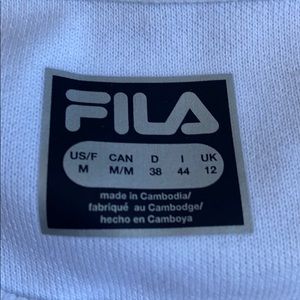 FILA
US/F CAN D I UK
M M/M 38 44 12
made in Cambodia/
fabriqué au Cambodge/
hecho en Camboya